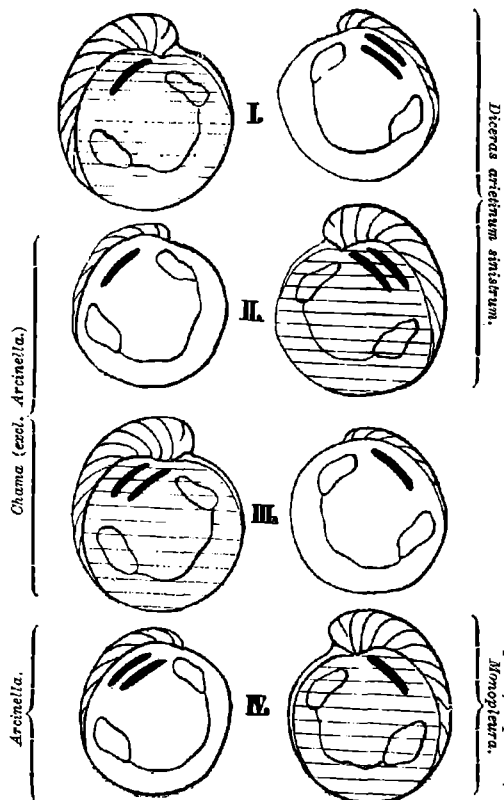 I.
Diceras arietinum sinistrum.
II.
Chama (excl. Arcinella.)
III.
IV.
Arcinella.
Monopleura.